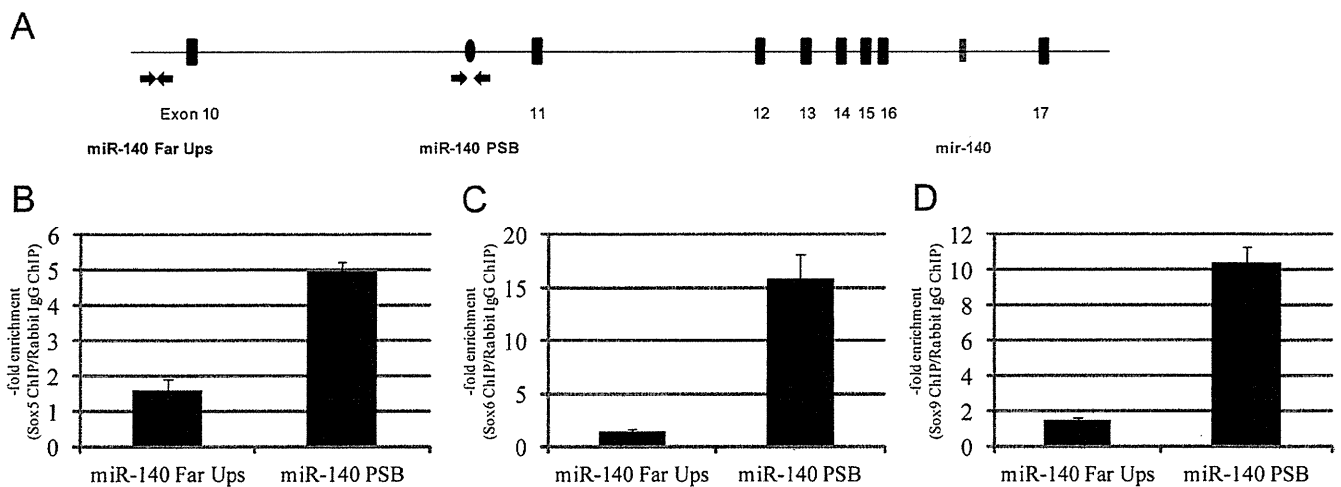 A
Exon 10 11 12 13 14 15 16 17
miR-140 Far Ups miR-140 PSB mir-140
B
-fold enrichment
(Sox5 ChIP/Rabbit IgG ChIP)
6
5
4
3
2
1
0
miR-140 Far Ups miR-140 PSB
C
-fold enrichment
(Sox6 ChIP/Rabbit IgG ChIP)
20
15
10
5
0
miR-140 Far Ups miR-140 PSB
D
-fold enrichment
(Sox9 ChIP/Rabbit IgG ChIP)
12
10
8
6
4
2
0
miR-140 Far Ups miR-140 PSB